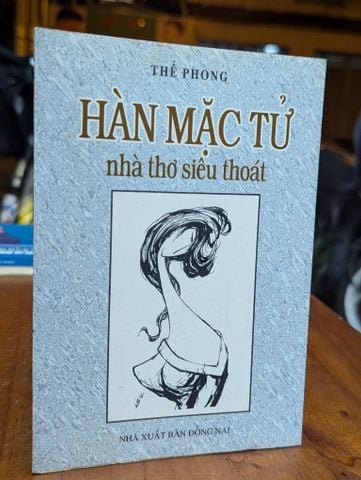 THẾ PHONG
HÀN MẶC TỬ
nhà thơ siêu thoát
NHÀ XUẤT BẢN ĐỒNG NAI